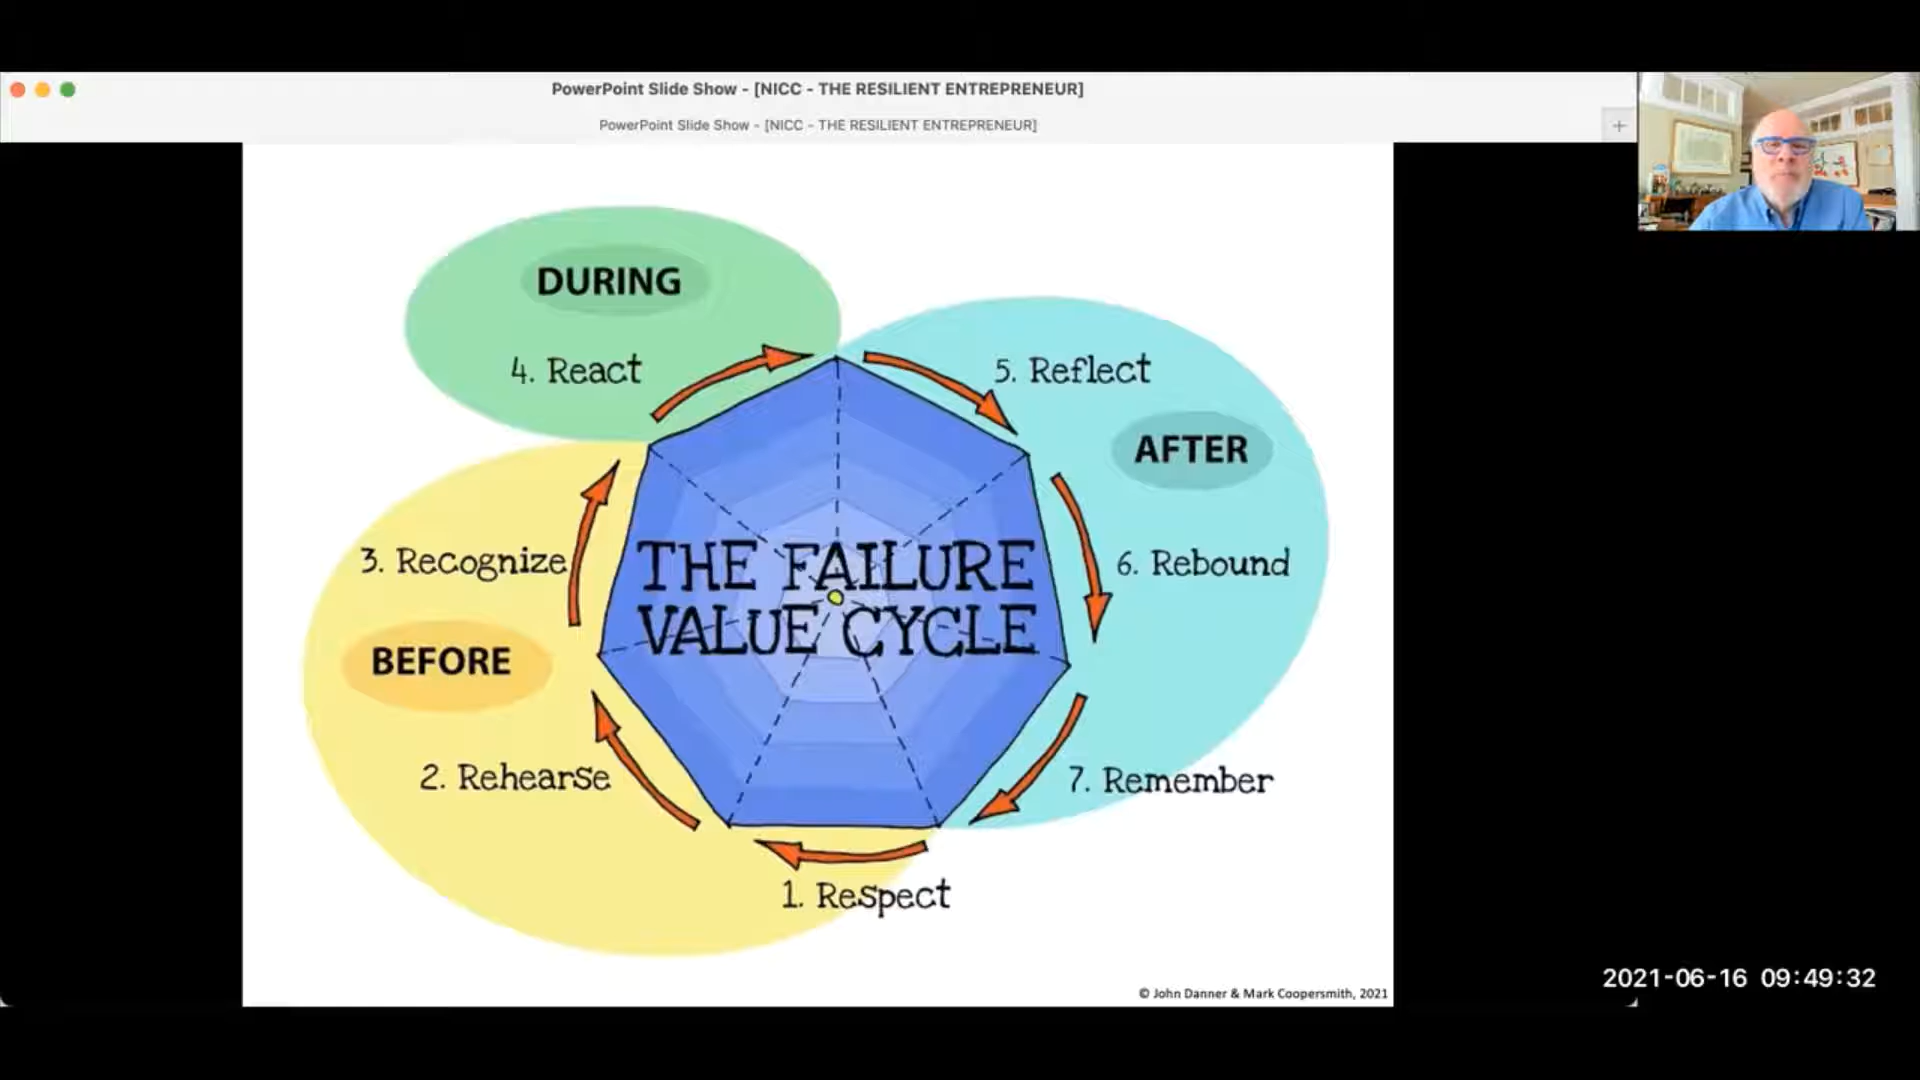 PowerPoint Slide Show - [NICC - THE RESILIENT ENTREPRENEUR]
PowerPoint Slide Show - [NICC - THE RESILIENT ENTREPRENEUR]
DURING
4. React
5. Reflect
AFTER
3. Recognize
THE FAILURE
VALUE CYCLE
6. Rebound
BEFORE
2. Rehearse
7. Remember
1. Respect
© John Danner & Mark Coopersmith, 2021
2021-06-16 09:49:32